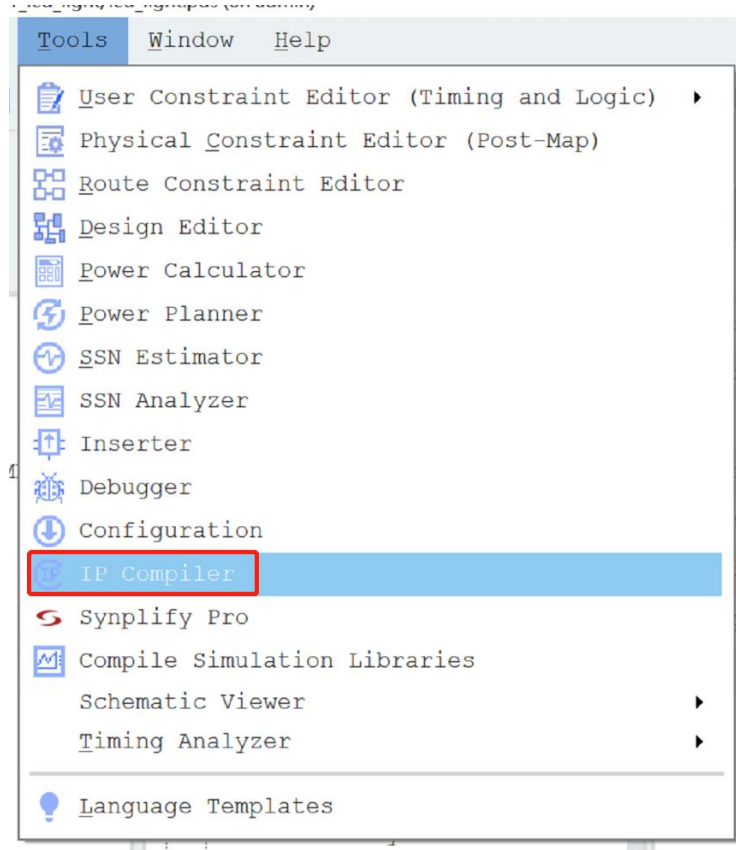 Tools Window Help
User Constraint Editor (Timing and Logic)
Physical Constraint Editor (Post-Map)
Route Constraint Editor
Design Editor
Power Calculator
Power Planner
SSN Estimator
SSN Analyzer
Inserter
Debugger
Configuration
IP Compiler
Synplify Pro
Compile Simulation Libraries
Schematic Viewer
Timing Analyzer
Language Templates